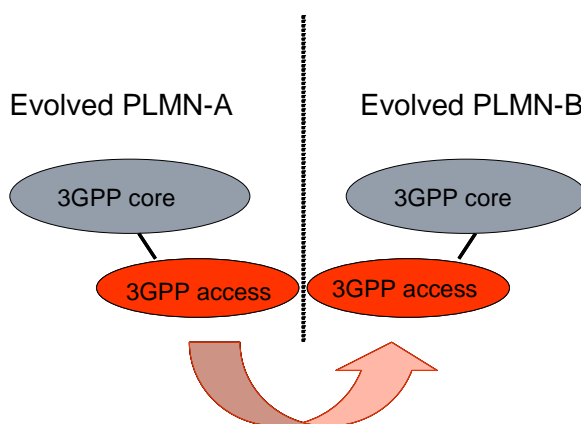 Evolved PLMN-A
Evolved PLMN-B
3GPP core
3GPP core
3GPP access
3GPP access